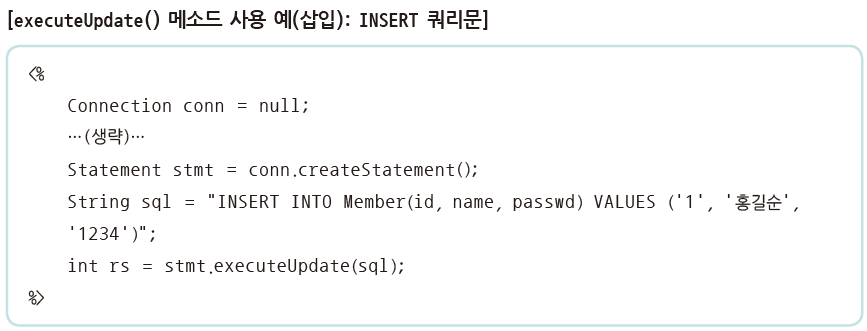 [executeUpdate() 메소드 사용 예(삽입): INSERT 쿼리문]
<%
Connection conn = null;
…(생략)…
Statement stmt = conn.createStatement();
String sql = "INSERT INTO Member(id, name, passwd) VALUES ('1', '홍길순',
'1234')";
int rs = stmt.executeUpdate(sql);
%>